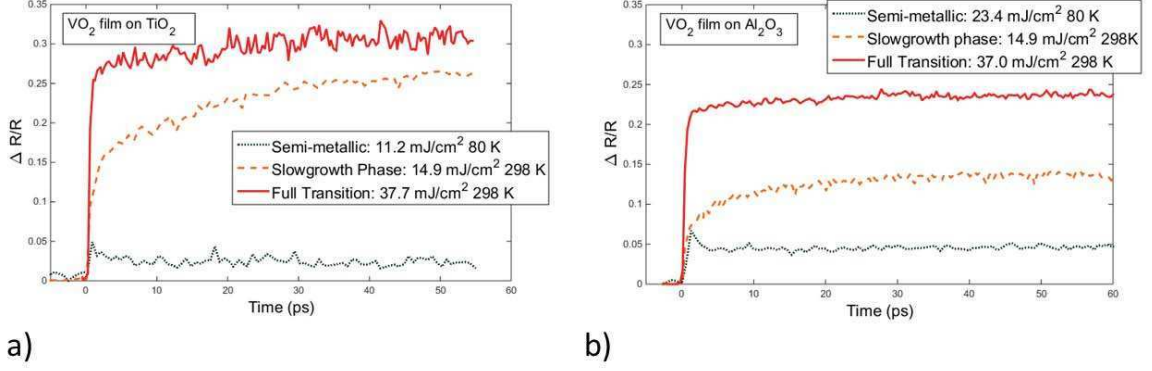 VO2 film on TiO2
Semi-metallic: 11.2 mJ/cm2 80 K
Slowgrowth Phase: 14.9 mJ/cm2 298 K
Full Transition: 37.7 mJ/cm2 298 K
Δ R/R
0.35
0.3
0.25
0.2
0.15
0.1
0.05
0
0 10 20 30 40 50 60
Time (ps)
a)
VO2 film on Al2O3
Semi-metallic: 23.4 mJ/cm2 80 K
Slowgrowth phase: 14.9 mJ/cm2 298K
Full Transition: 37.0 mJ/cm2 298 K
Δ R/R
0.35
0.3
0.25
0.2
0.15
0.1
0.05
0
0 10 20 30 40 50 60
Time (ps)
b)